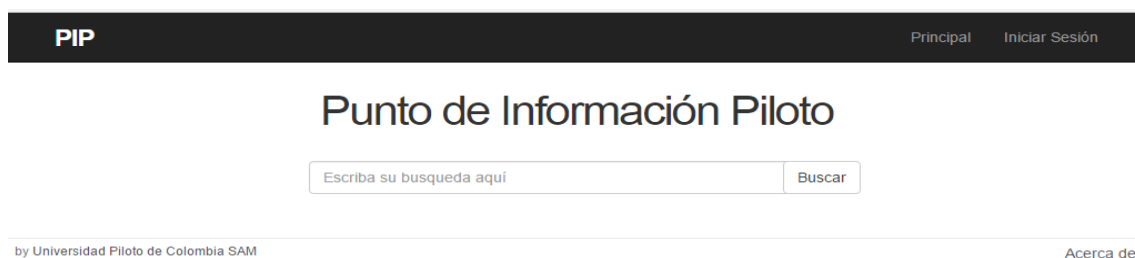 PIP Principal Iniciar Sesión
Punto de Información Piloto
Escriba su busqueda aquí Buscar
by Universidad Piloto de Colombia SAM Acerca de